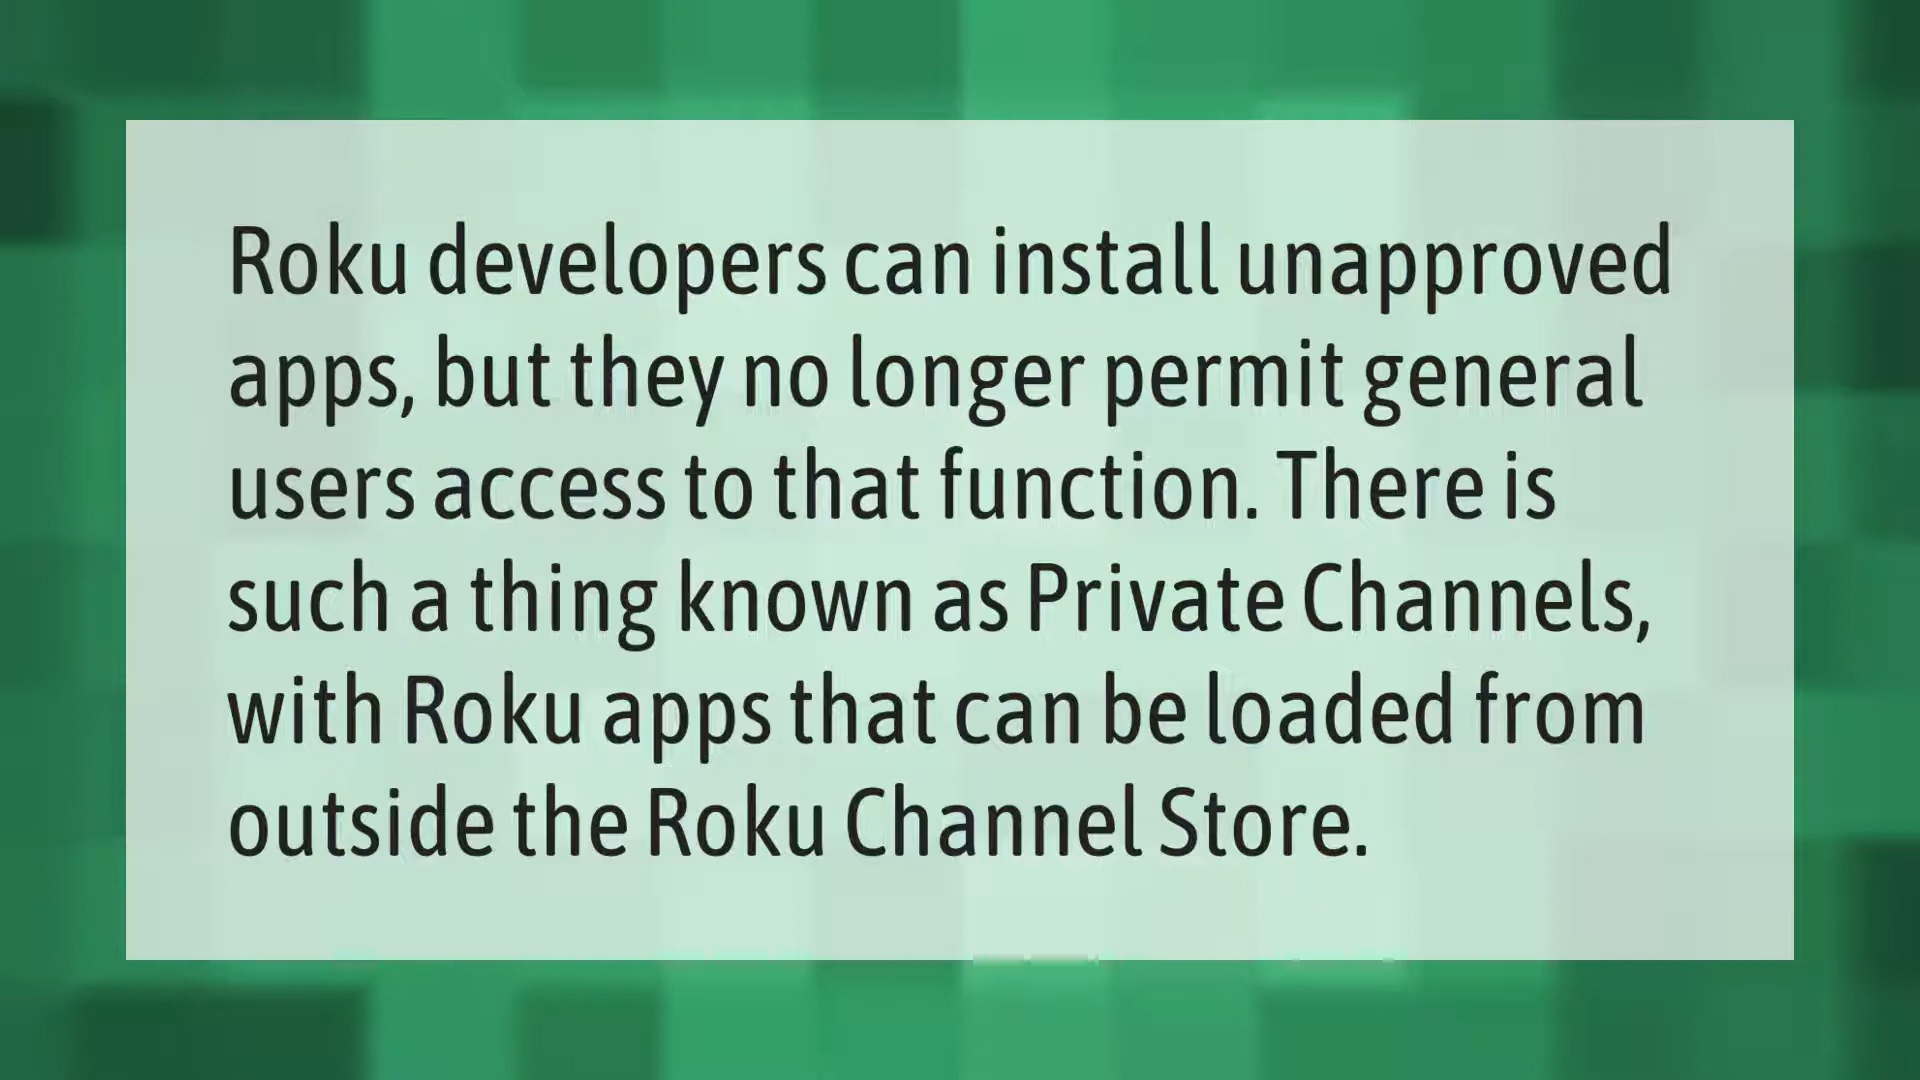 Roku developers can install unapproved
apps, but they no longer permit general
users access to that function. There is
such a thing known as Private Channels,
with Roku apps that can be loaded from
outside the Roku Channel Store.